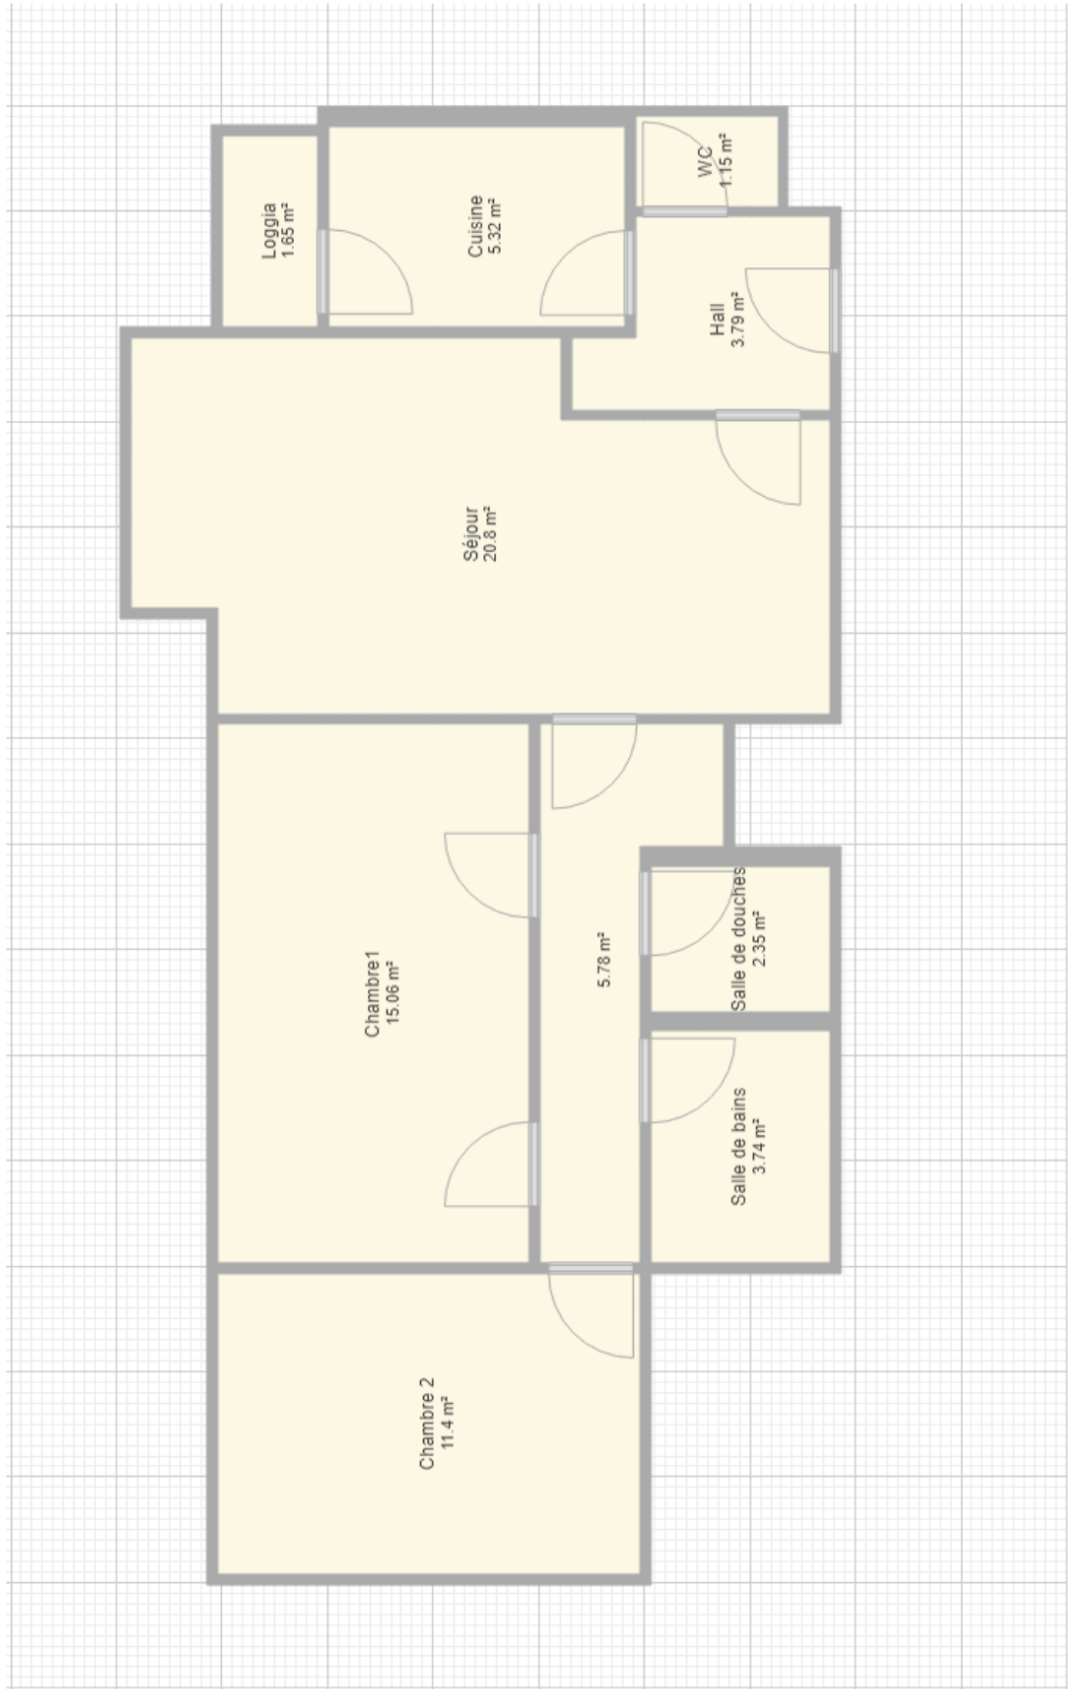 WC
1.15 m²
Loggia
1.65 m²
Cuisine
5.32 m²
Hall
3.79 m²
Séjour
20.8 m²
Chambre1
15.06 m²
5.78 m²
Salle de douches
2.35 m²
Salle de bains
3.74 m²
Chambre 2
11.4 m²